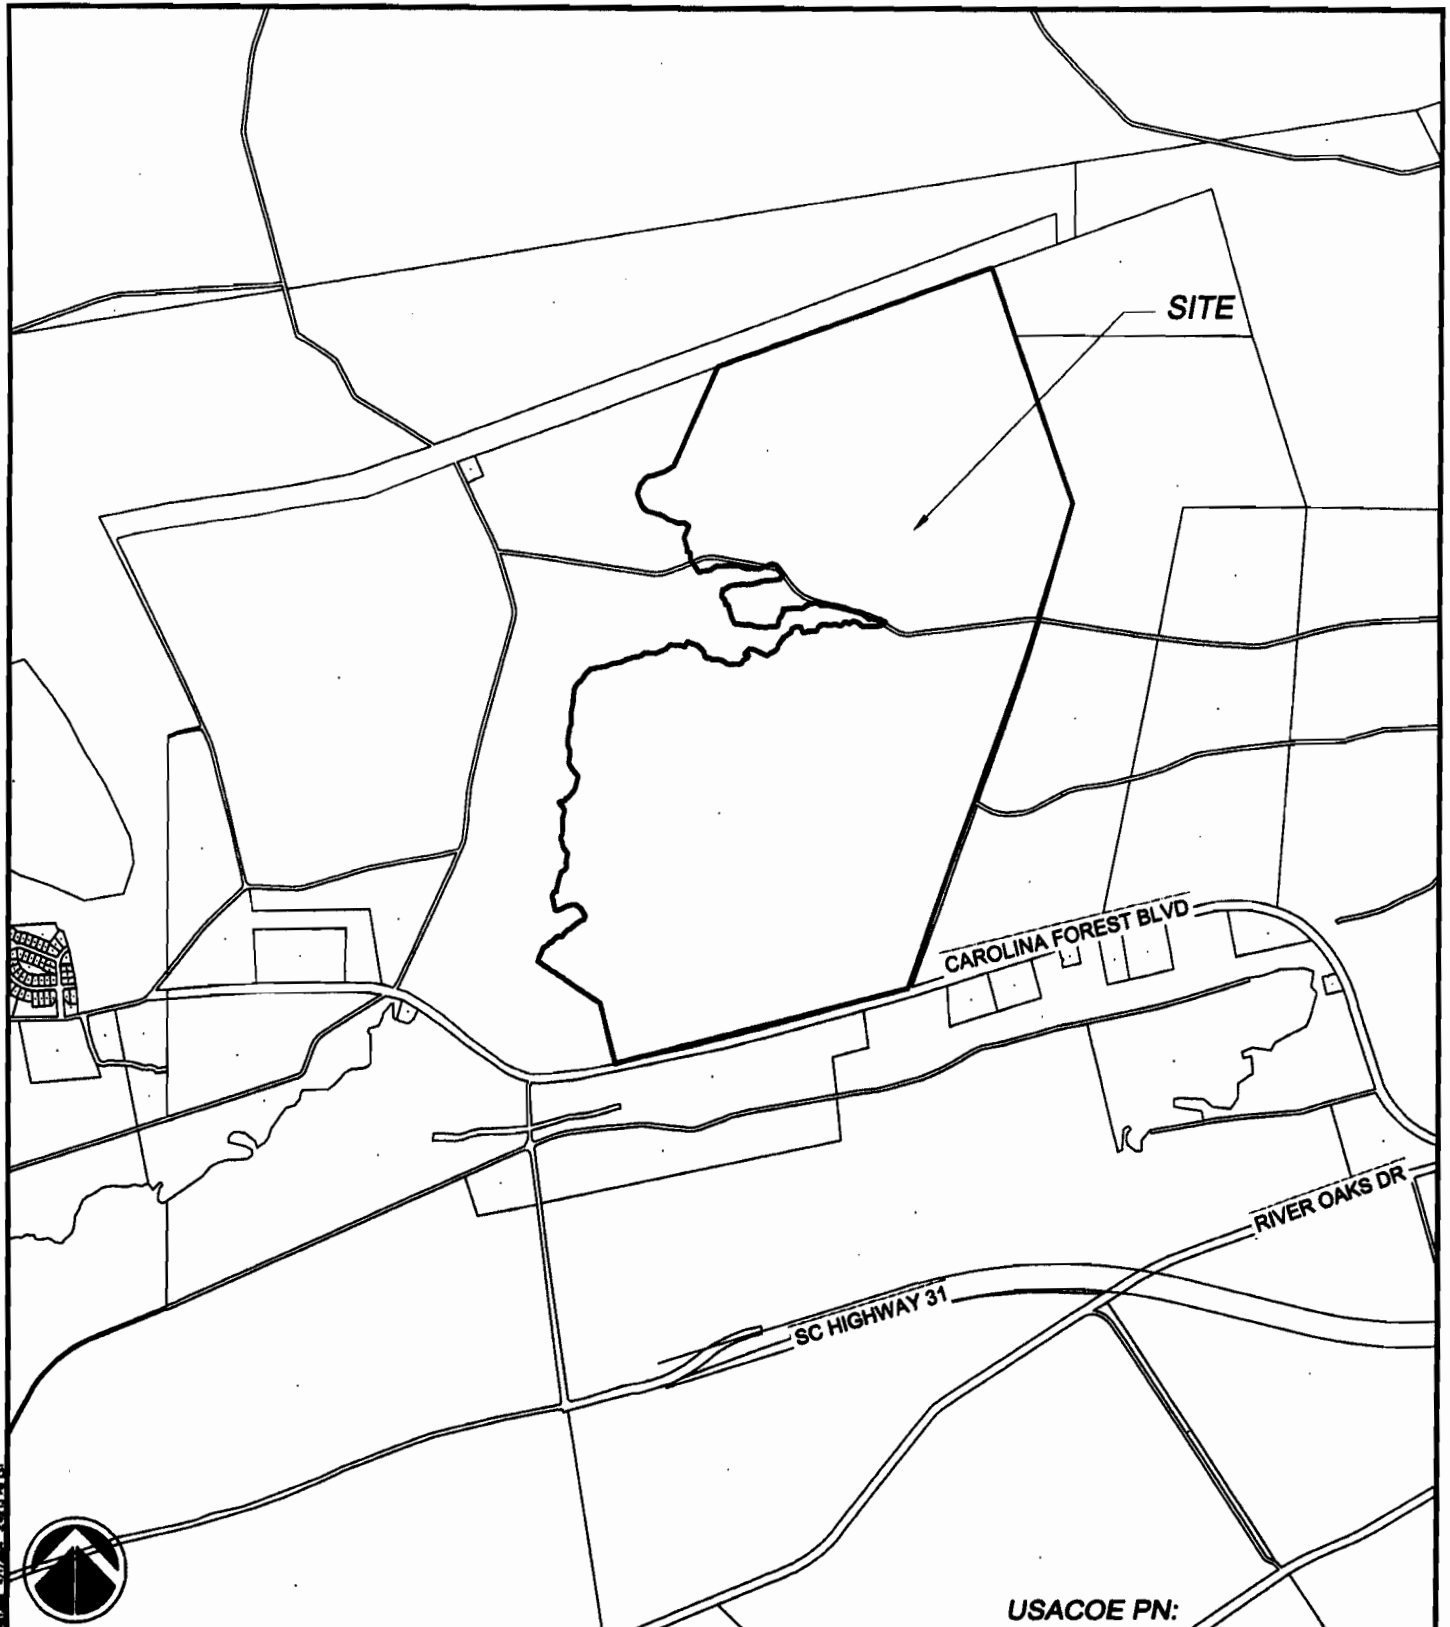 SITE
CAROLINA FOREST BLVD
RIVER OAKS DR
SC HIGHWAY 31
USACOE PN: